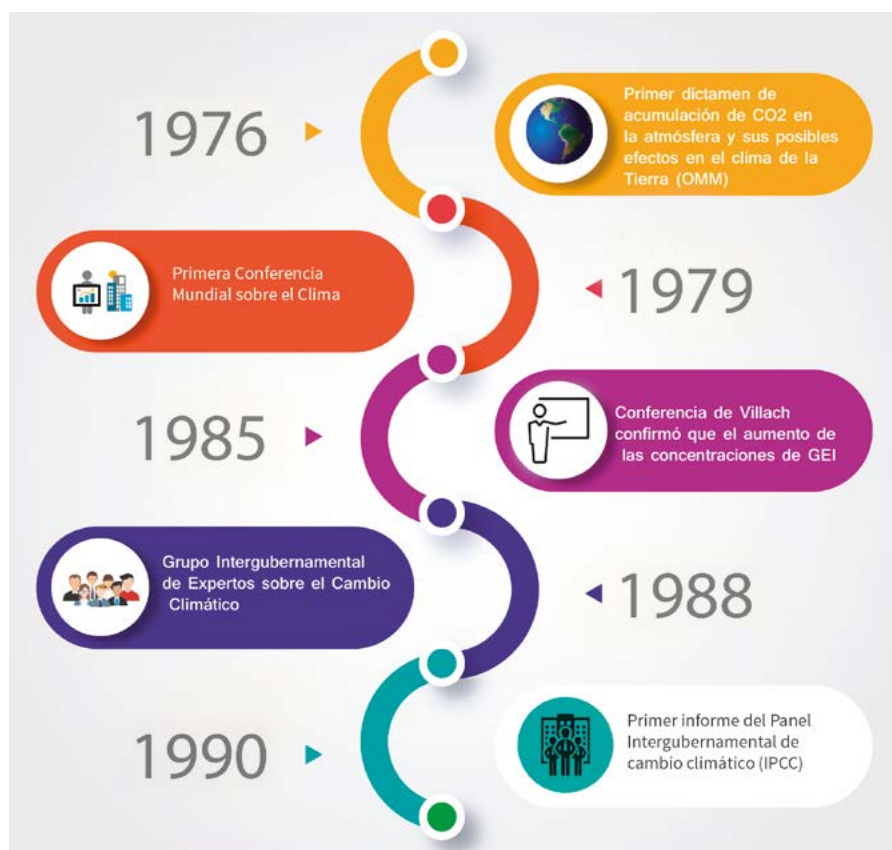 1976
Primer dictamen de
acumulación de CO2 en
la atmósfera y sus posibles
efectos en el clima de la
Tierra (OMM)
Primera Conferencia
Mundial sobre el Clima
1979
1985
Conferencia de Villach
confirmó que el aumento de
las concentraciones de GEI
Grupo Intergubernamental
de Expertos sobre el Cambio
Climático
1988
1990
Primer informe del Panel
Intergubernamental de
cambio climático (IPCC)